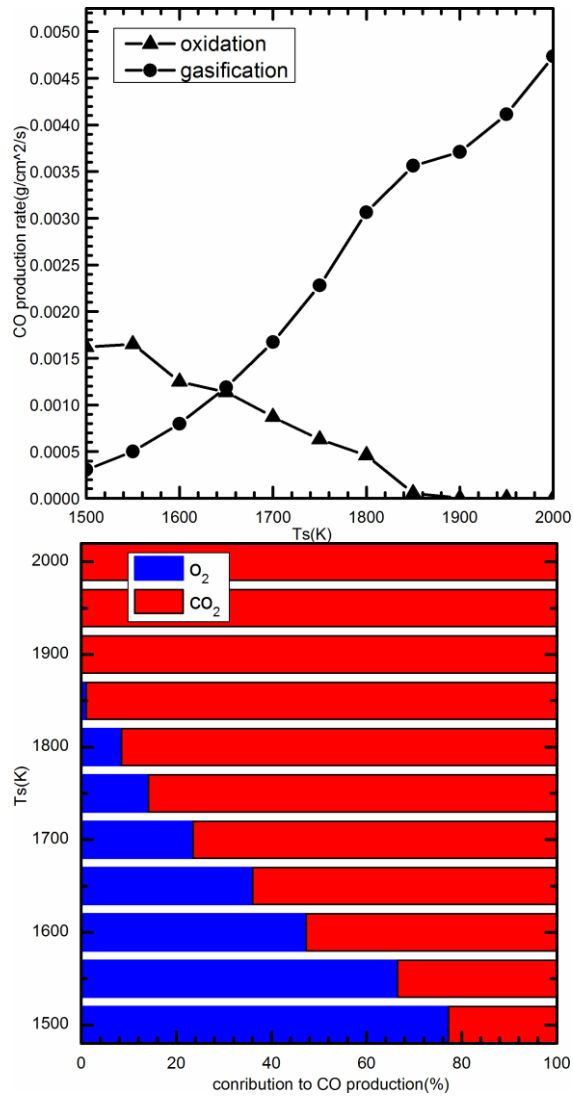 0.0050
0.0045
0.0040
0.0035
0.0030
0.0025
0.0020
0.0015
0.0010
0.0005
0.0000
CO production rate(g/cm^2/s)
oxidation
gasification
1500 1600 1700 1800 1900 2000
Ts(K)
2000
1900
1800
1700
1600
1500
Ts(K)
o2
co2
0 20 40 60 80 100
conribution to CO production(%)